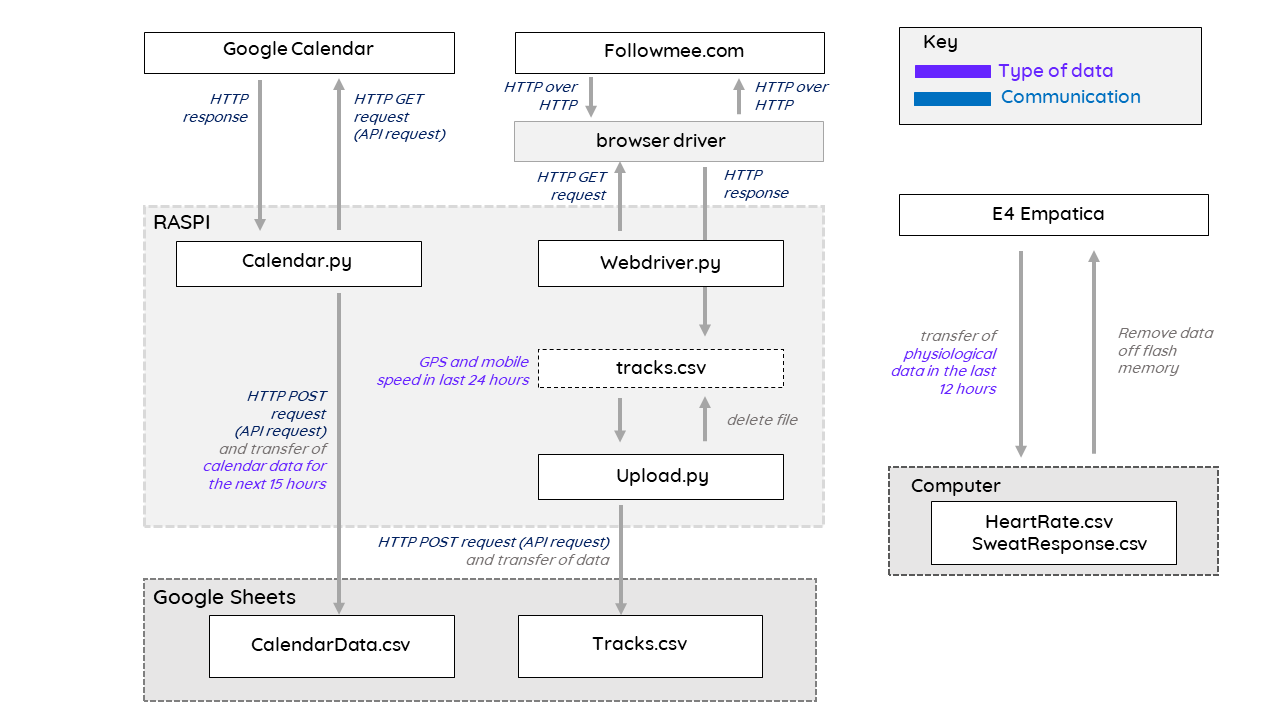 Google Calendar
HTTP
response
HTTP GET
request
(API request)
Followmee.com
HTTP over
HTTP
HTTP over
HTTP
browser driver
HTTP GET
request
HTTP
response
RASPI
Calendar.py
Webdriver.py
GPS and mobile
speed in last 24 hours
tracks.csv
delete file
Upload.py
HTTP POST
request
(API request)
and transfer of
calendar data for
the next 15 hours
HTTP POST request (API request)
and transfer of data
Google Sheets
CalendarData.csv
Tracks.csv
Key
Type of data
Communication
E4 Empatica
transfer of
physiological
data in the last
12 hours
Remove data
off flash
memory
Computer
HeartRate.csv
SweatResponse.csv